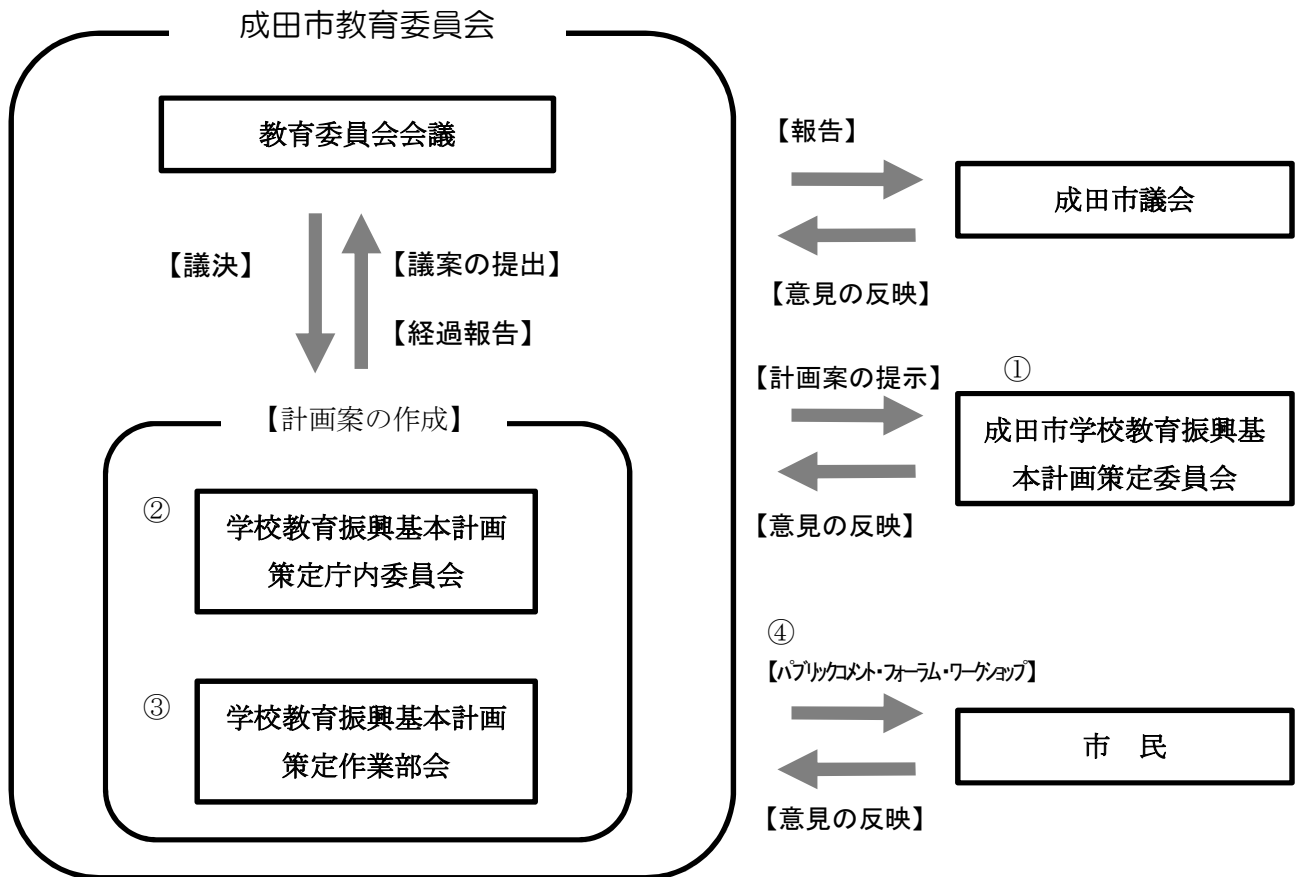 成田市教育委員会
教育委員会会議
【議決】
【議案の提出】
【経過報告】
【計画案の作成】
②
学校教育振興基本計画
策定庁内委員会
③
学校教育振興基本計画
策定作業部会
【報告】
成田市議会
【意見の反映】
【計画案の提示】
①
成田市学校教育振興基
本計画策定委員会
【意見の反映】
④
【パブリックコメント・フォーラム・ワークショップ】
市　民
【意見の反映】